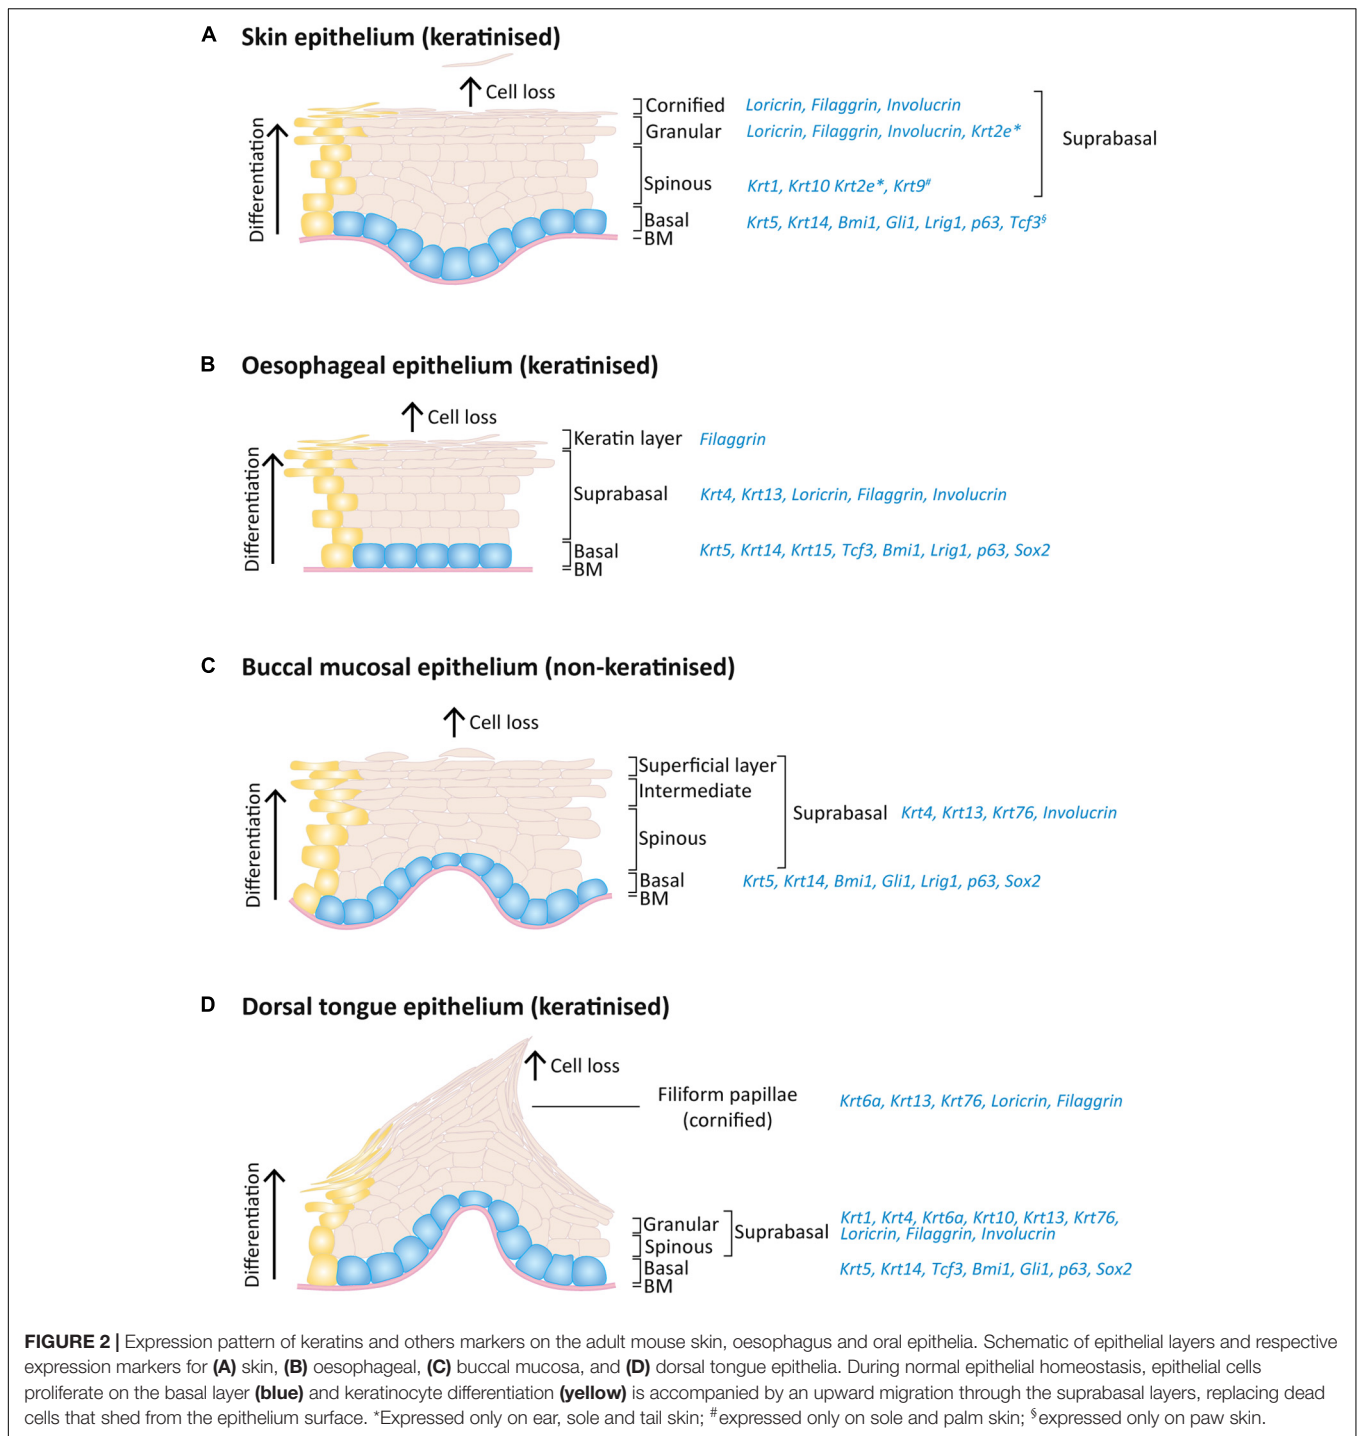 A Skin epithelium (keratinised)
Cell loss
Differentiation
Cornified Loricrin, Filaggrin, Involucrin
Granular Loricrin, Filaggrin, Involucrin, Krt2e*
Suprabasal
Spinous Krt1, Krt10 Krt2e*, Krt9#
Basal Krt5, Krt14, Bmi1, Gli1, Lrig1, p63, Tcf3§
BM
B Oesophageal epithelium (keratinised)
Cell loss
Differentiation
Keratin layer Filaggrin
Suprabasal Krt4, Krt13, Loricrin, Filaggrin, Involucrin
Basal Krt5, Krt14, Krt15, Tcf3, Bmi1, Lrig1, p63, Sox2
BM
C Buccal mucosal epithelium (non-keratinised)
Cell loss
Differentiation
Superficial layer
Intermediate
Suprabasal Krt4, Krt13, Krt76, Involucrin
Spinous
Basal Krt5, Krt14, Bmi1, Gli1, Lrig1, p63, Sox2
BM
D Dorsal tongue epithelium (keratinised)
Cell loss
Filiform papillae
(cornified)
Krt6a, Krt13, Krt76, Loricrin, Filaggrin
Differentiation
Granular
Spinous
Suprabasal
Krt1, Krt4, Krt6a, Krt10, Krt13, Krt76,
Loricrin, Filaggrin, Involucrin
Basal Krt5, Krt14, Tcf3, Bmi1, Gli1, p63, Sox2
BM
FIGURE 2 | Expression pattern of keratins and others markers on the adult mouse skin, oesophagus and oral epithelia. Schematic of epithelial layers and respective
expression markers for (A) skin, (B) oesophageal, (C) buccal mucosa, and (D) dorsal tongue epithelia. During normal epithelial homeostasis, epithelial cells
proliferate on the basal layer (blue) and keratinocyte differentiation (yellow) is accompanied by an upward migration through the suprabasal layers, replacing dead
cells that shed from the epithelium surface. *Expressed only on ear, sole and tail skin; #expressed only on sole and palm skin; §expressed only on paw skin.